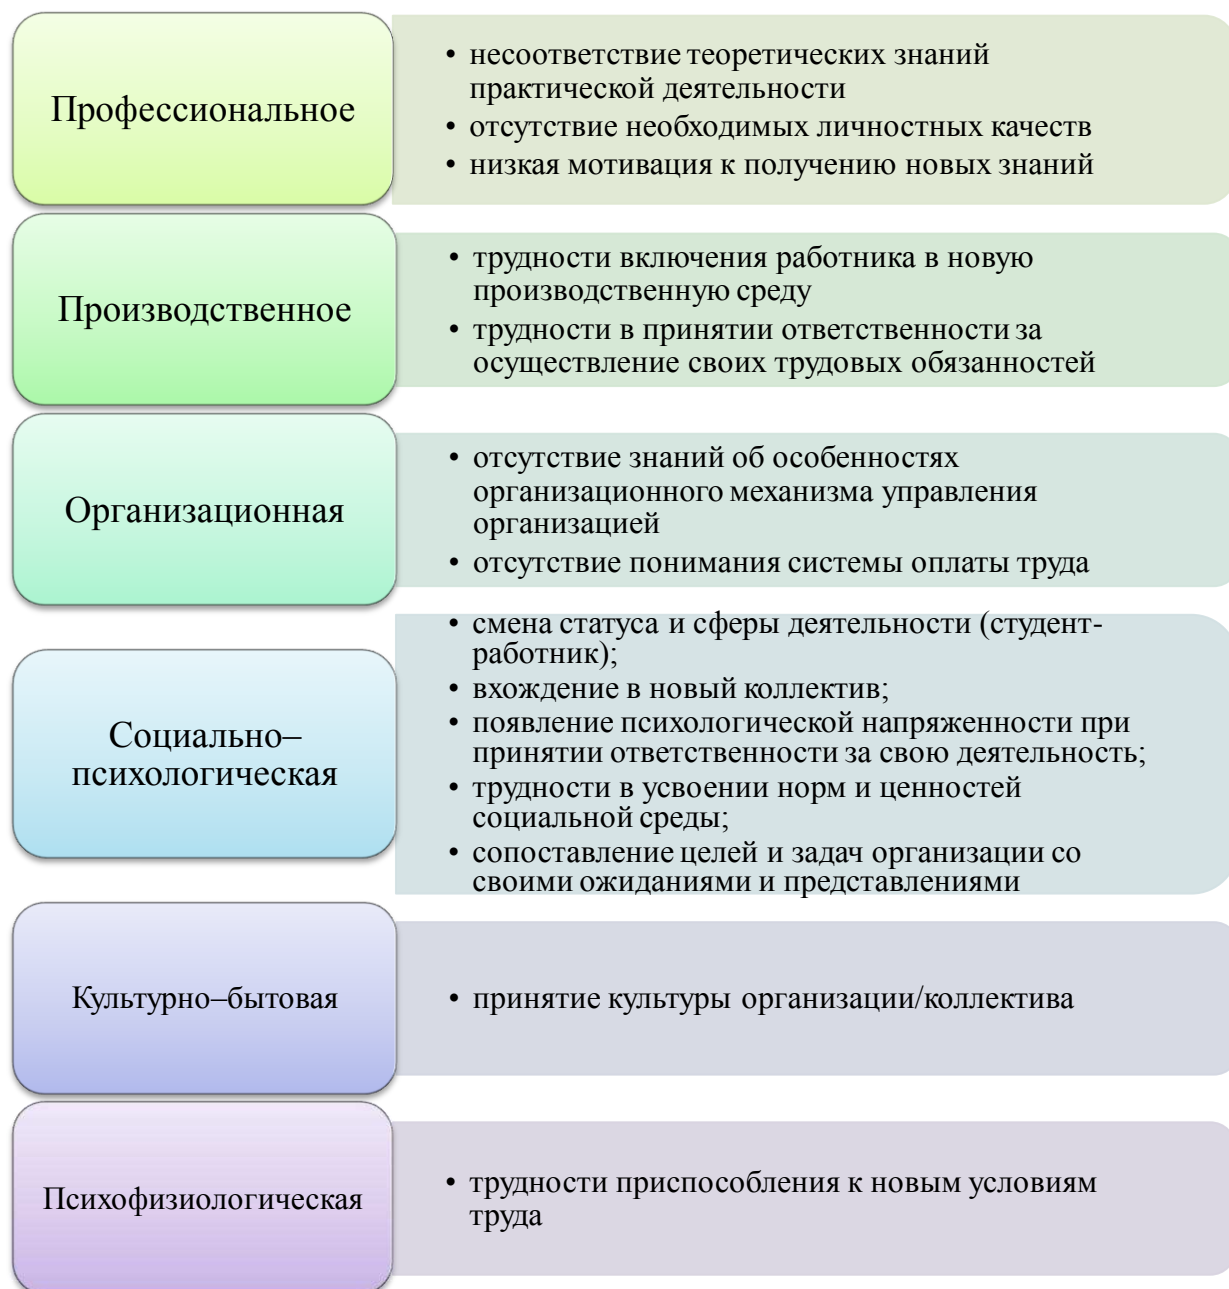 Профессиональное
• несоответствие теоретических знаний
практической деятельности
• отсутствие необходимых личностных качеств
• низкая мотивация к получению новых знаний
Производственное
• трудности включения работника в новую
производственную среду
• трудности в принятии ответственности за
осуществление своих трудовых обязанностей
Организационная
• отсутствие знаний об особенностях
организационного механизма управления
организацией
• отсутствие понимания системы оплаты труда
Социально–
психологическая
• смена статуса и сферы деятельности (студент-
работник);
• вхождение в новый коллектив;
• появление психологической напряженности при
принятии ответственности за свою деятельность;
• трудности в усвоении норм и ценностей
социальной среды;
• сопоставление целей и задач организации со
своими ожиданиями и представлениями
Культурно–бытовая
• принятие культуры организации/коллектива
Психофизиологическая
• трудности приспособления к новым условиям
труда